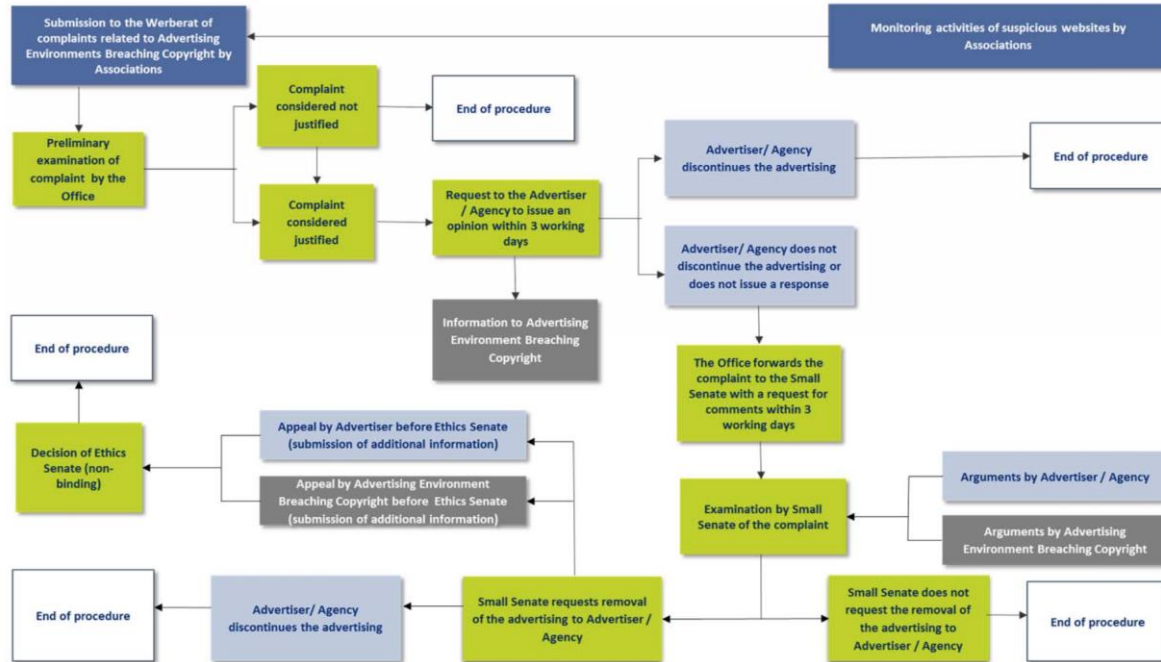 Submission to the Werberat of
complaints related to Advertising
Environments Breaching Copyright by
Associations
Monitoring activities of suspicious websites by
Associations
Complaint
considered not
justified
End of procedure
Preliminary
examination of
complaint by the
Office
Advertiser/ Agency
discontinues the advertising
End of procedure
Complaint
considered
justified
Request to the Advertiser
/ Agency to issue an
opinion within 3 working
days
Advertiser/ Agency does not
discontinue the advertising or
does not issue a response
Information to Advertising
Environment Breaching
Copyright
End of procedure
The Office forwards the
complaint to the Small
Senate with a request for
comments within 3
working days
Decision of Ethics
Senate (non-
binding)
Appeal by Advertiser before Ethics Senate
(submission of additional information)
Appeal by Advertising Environment
Breaching Copyright before Ethics Senate
(submission of additional information)
Examination by Small
Senate of the complaint
Arguments by Advertiser / Agency
Arguments by Advertising
Environment Breaching Copyright
End of procedure
Advertiser/ Agency
discontinues the advertising
Small Senate requests removal
of the advertising to Advertiser /
Agency
Small Senate does not
request the removal of
the advertising to
Advertiser / Agency
End of procedure